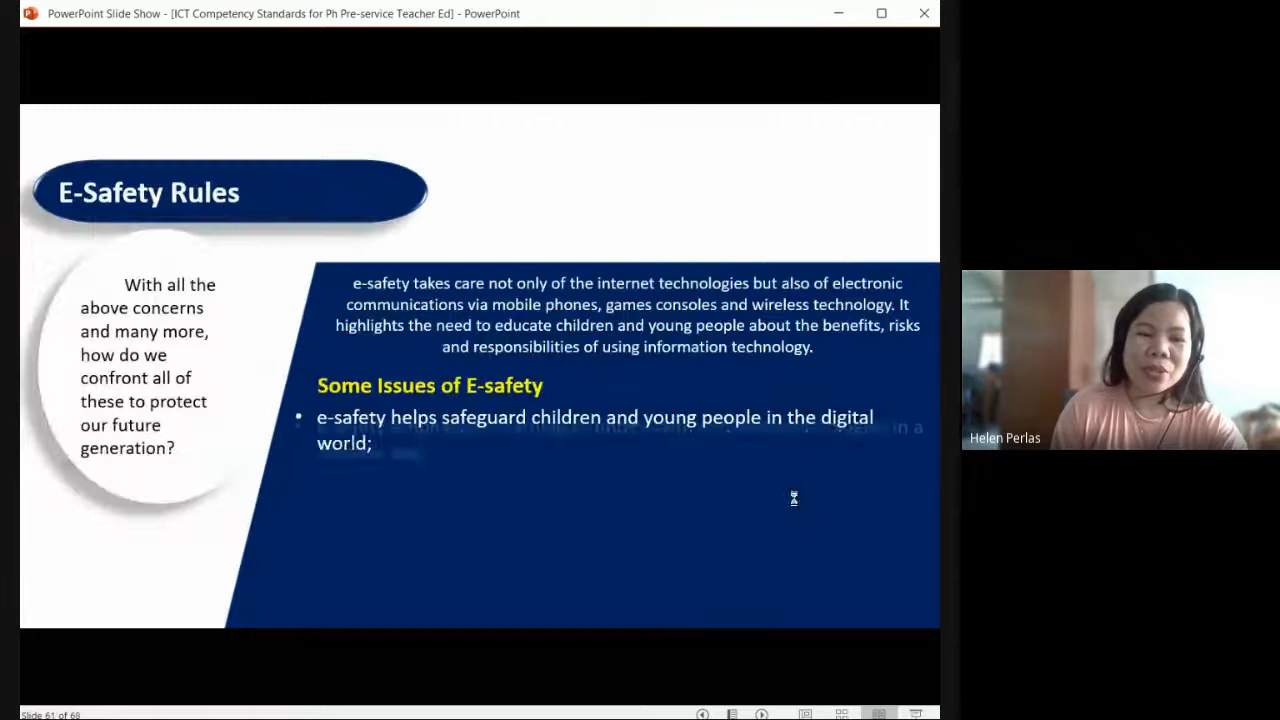 PowerPoint Slide Show - [ICT Competency Standards for Ph Pre-service Teacher Ed] - PowerPoint
E-Safety Rules
With all the
above concerns
and many more,
how do we
confront all of
these to protect
our future
generation?
e-safety takes care not only of the internet technologies but also of electronic
communications via mobile phones, games consoles and wireless technology. It
highlights the need to educate children and young people about the benefits, risks
and responsibilities of using information technology.
Some Issues of E-safety
• e-safety helps safeguard children and young people in the digital
world;
Helen Perlas
Slide 61 of 68